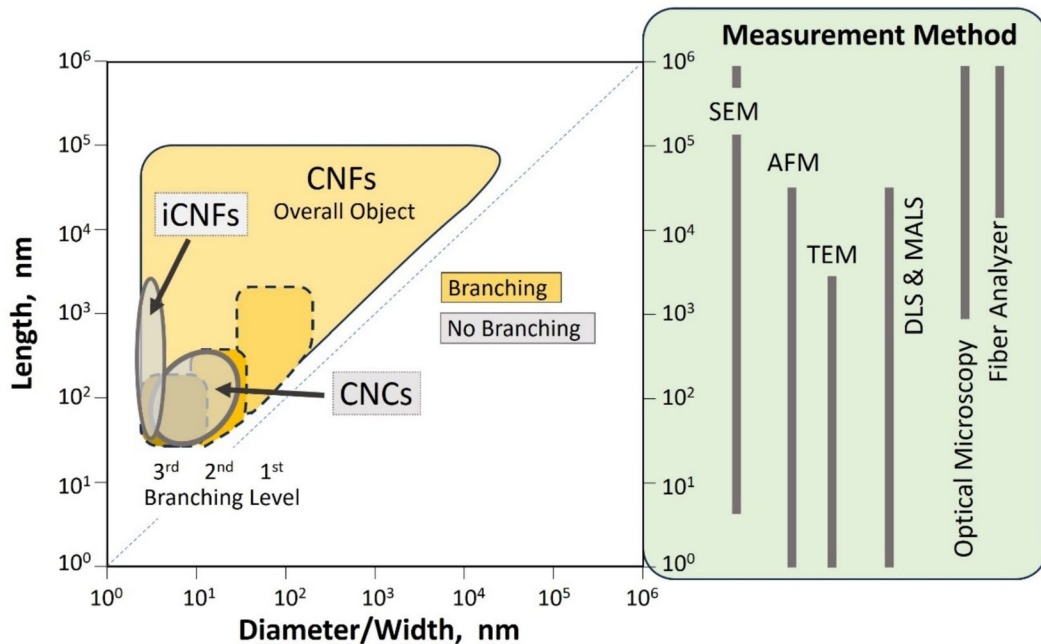 Measurement Method
10⁶
10⁵
10⁴
10³
10²
10¹
10⁰
Length, nm
CNFs
Overall Object
iCNFs
CNCs
Branching
No Branching
3rd 2nd 1st
Branching Level
10⁰ 10¹ 10² 10³ 10⁴ 10⁵ 10⁶
Diameter/Width, nm
10⁶
10⁵
10⁴
10³
10²
10¹
10⁰
SEM
AFM
TEM
DLS & MALS
Optical Microscopy
Fiber Analyzer